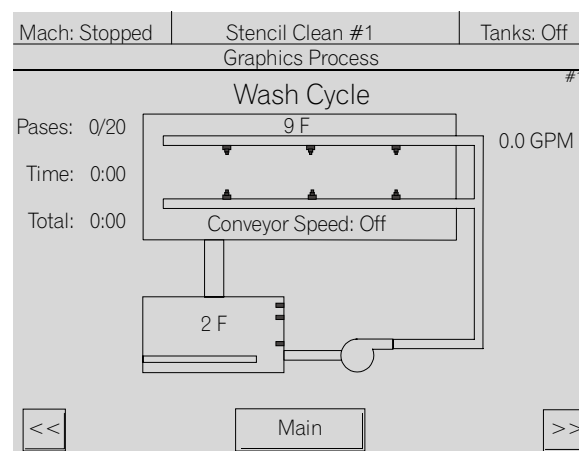 Mach: Stopped Stencil Clean #1 Tanks: Off
Graphics Process
#1
Wash Cycle
Pases: 0/20 9 F 0.0 GPM
Time: 0:00
Total: 0:00 Conveyor Speed: Off
2 F
<< Main >>